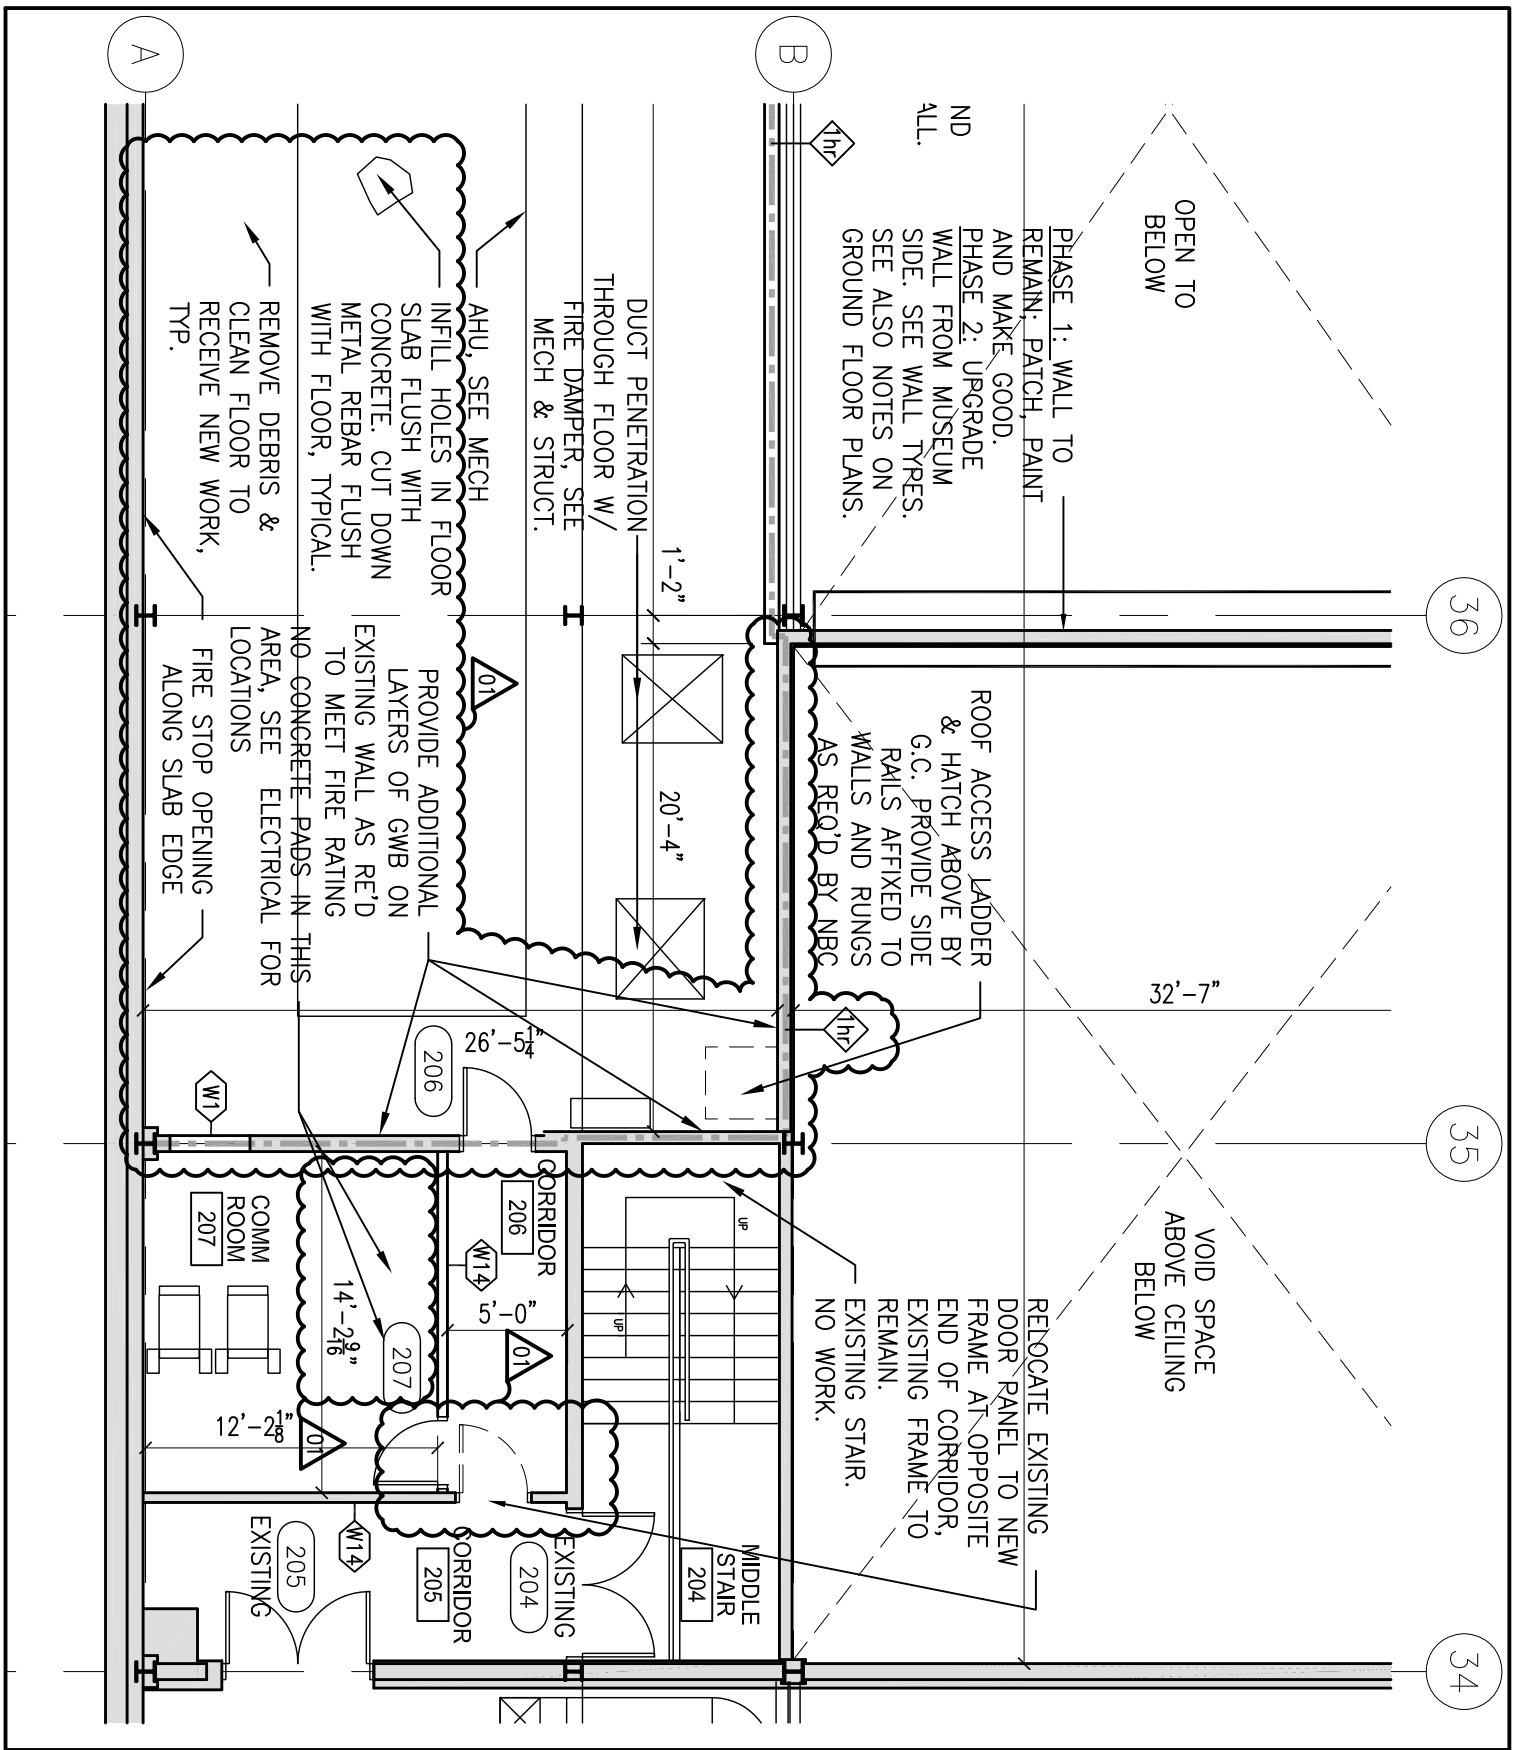 A
B
36
35
34
ND
ALL.
1hr
OPEN TO
BELOW
PHASE 1: WALL TO
REMAIN; PATCH, PAINT
AND MAKE GOOD.
PHASE 2: UPGRADE
WALL FROM MUSEUM
SIDE. SEE WALL TYPES.
SEE ALSO NOTES ON
GROUND FLOOR PLANS.
DUCT PENETRATION
THROUGH FLOOR W/
FIRE DAMPER, SEE
MECH & STRUCT.
AHU, SEE MECH
INFILL HOLES IN FLOOR
SLAB FLUSH WITH
CONCRETE. CUT DOWN
METAL REBAR FLUSH
WITH FLOOR, TYPICAL.
REMOVE DEBRIS &
CLEAN FLOOR TO
RECEIVE NEW WORK,
TYP.
1'-2"
20'-4"
01
ROOF ACCESS LADDER
& HATCH ABOVE BY
G.C. PROVIDE SIDE
RAILS AFFIXED TO
WALLS AND RUNGS
AS REQ'D BY NBC
PROVIDE ADDITIONAL
LAYERS OF GWB ON
EXISTING WALL AS RE'D
TO MEET FIRE RATING
NO CONCRETE PADS IN THIS
AREA, SEE ELECTRICAL FOR
LOCATIONS
FIRE STOP OPENING
ALONG SLAB EDGE
32'-7"
1hr
26'-5¼"
206
W1
VOID SPACE
ABOVE CEILING
BELOW
RELOCATE EXISTING
DOOR PANEL TO NEW
FRAME AT OPPOSITE
END OF CORRIDOR,
EXISTING FRAME TO
REMAIN.
EXISTING STAIR.
NO WORK.
UP
UP
CORRIDOR
206
W14
5'-0"
01
COMM
ROOM
207
14'-2 9/16"
207
12'-2⅛"
01
MIDDLE
STAIR
204
EXISTING
204
CORRIDOR
205
W14
205
EXISTING